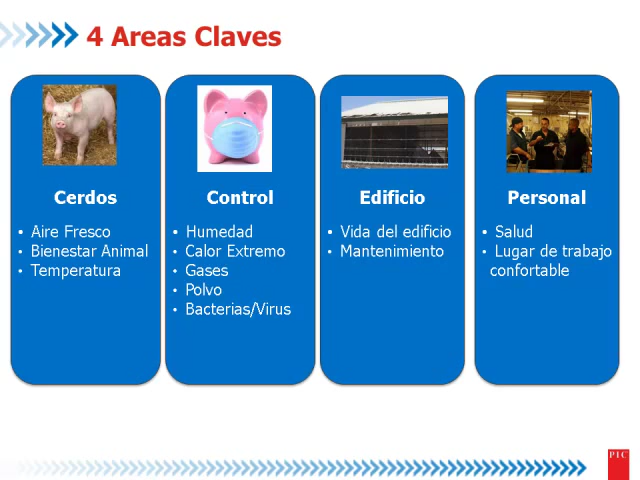 4 Areas Claves
Cerdos
• Aire Fresco
• Bienestar Animal
• Temperatura
Control
• Humedad
• Calor Extremo
• Gases
• Polvo
• Bacterias/Virus
Edificio
• Vida del edificio
• Mantenimiento
Personal
• Salud
• Lugar de trabajo
confortable
PIC